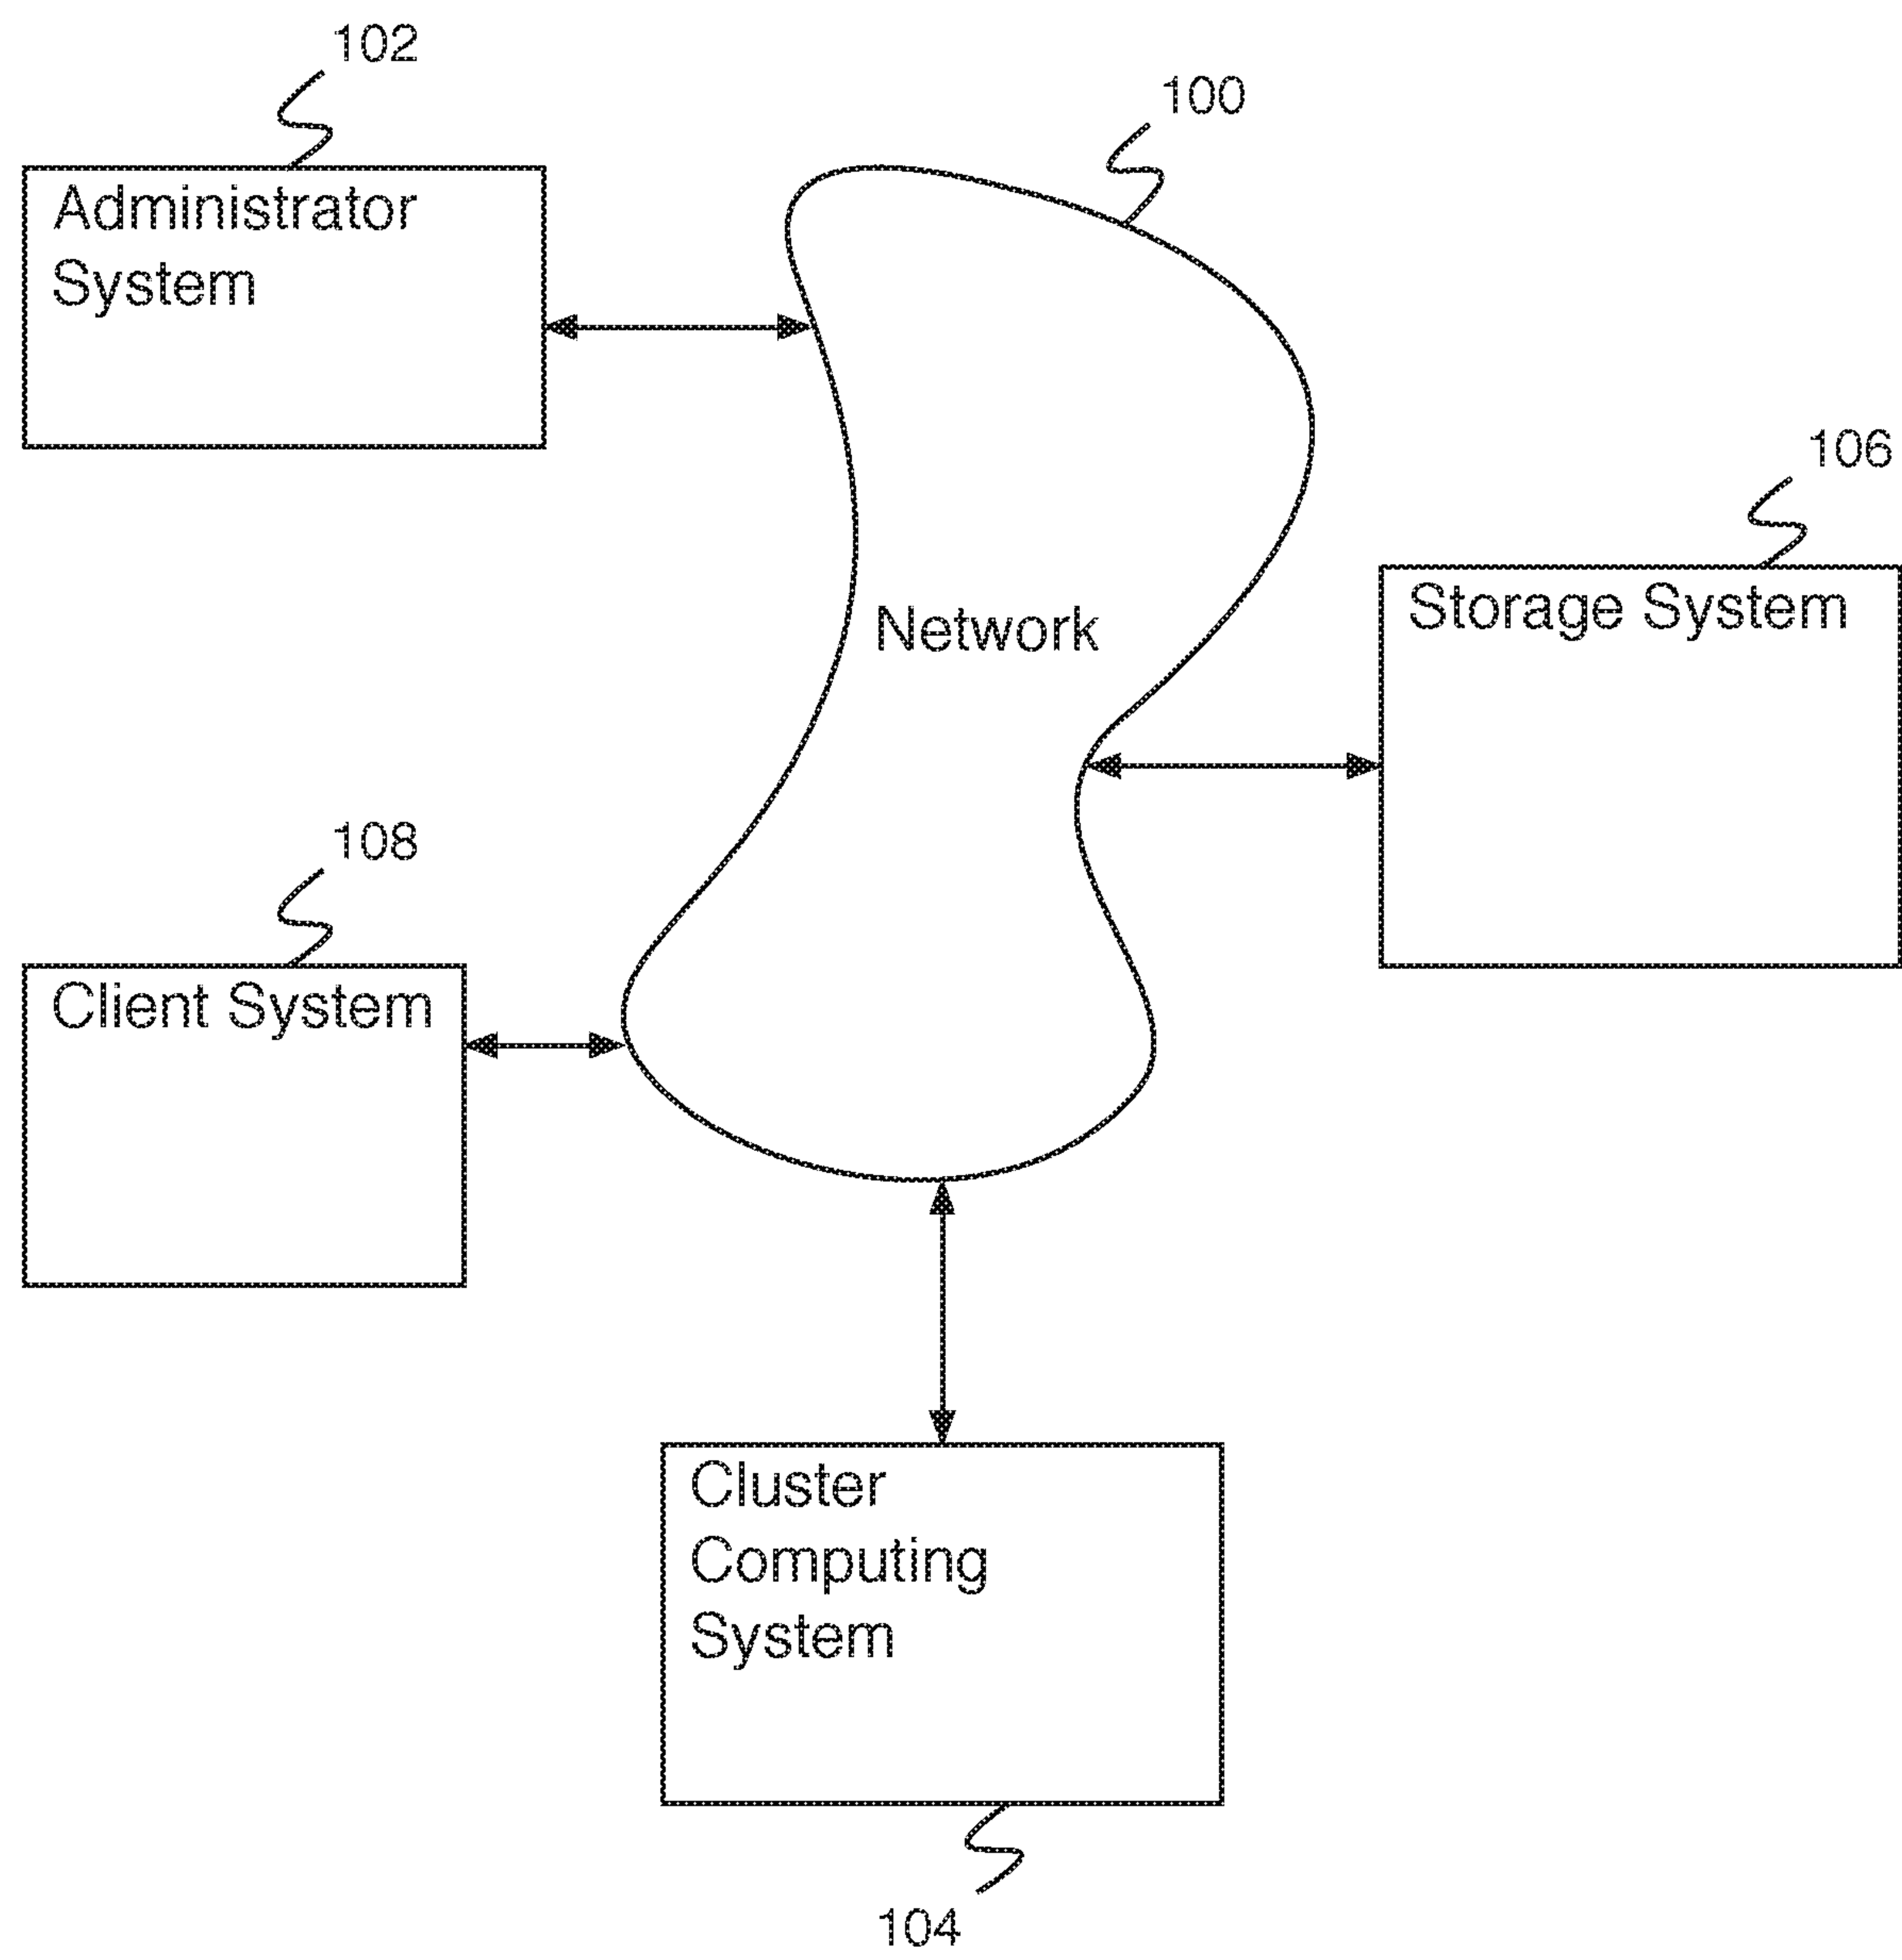 102
100
Administrator
System
106
Storage System
Network
108
Client System
Cluster
Computing
System
104